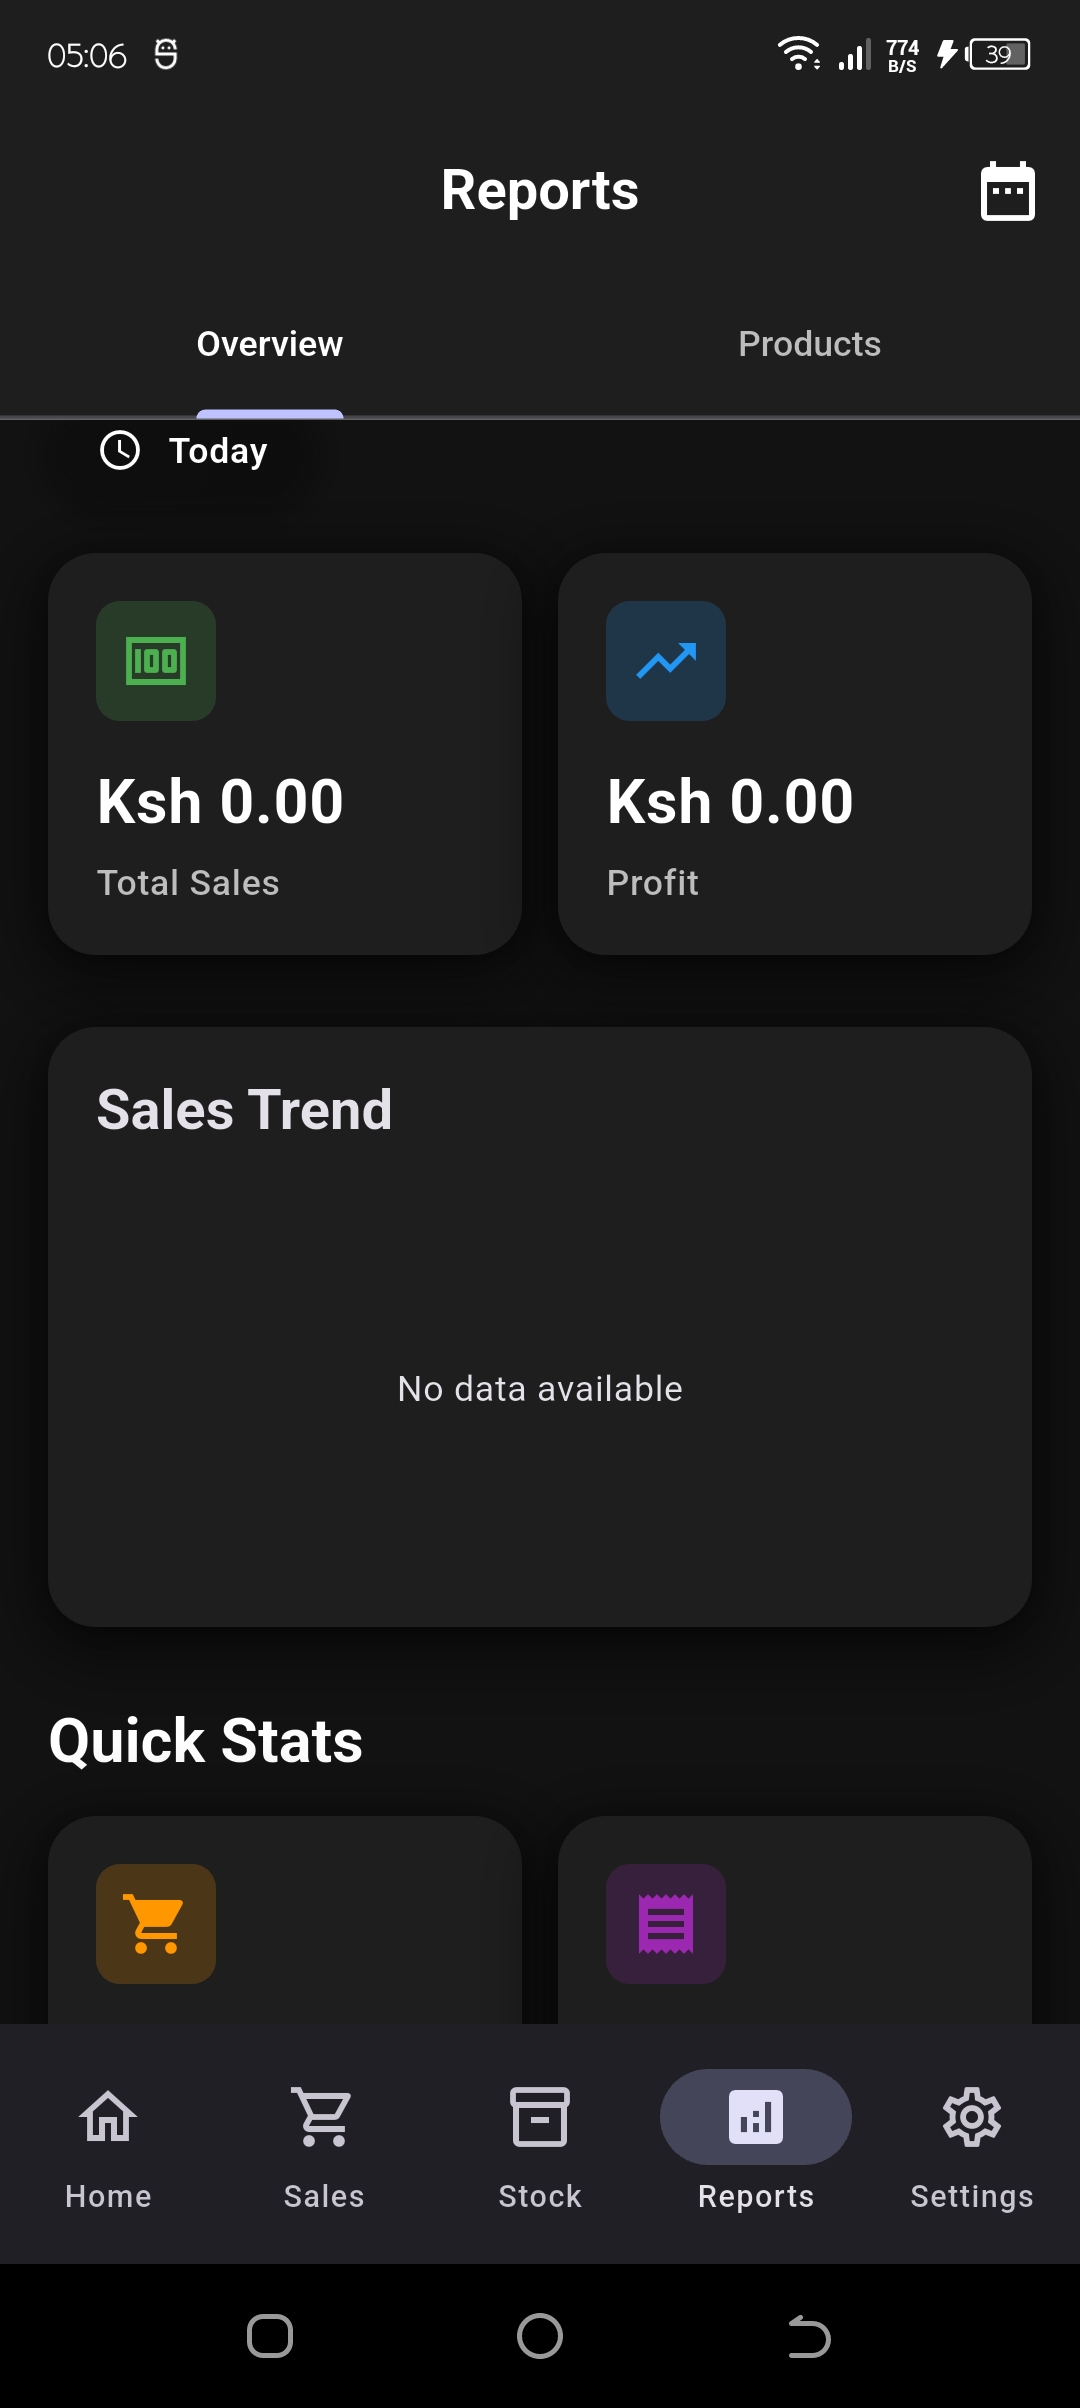 05:06
774
B/S
39
Reports
Overview
Products
Today
100
Ksh 0.00
Ksh 0.00
Total Sales
Profit
Sales Trend
No data available
Quick Stats
Home
Sales
Stock
Reports
Settings